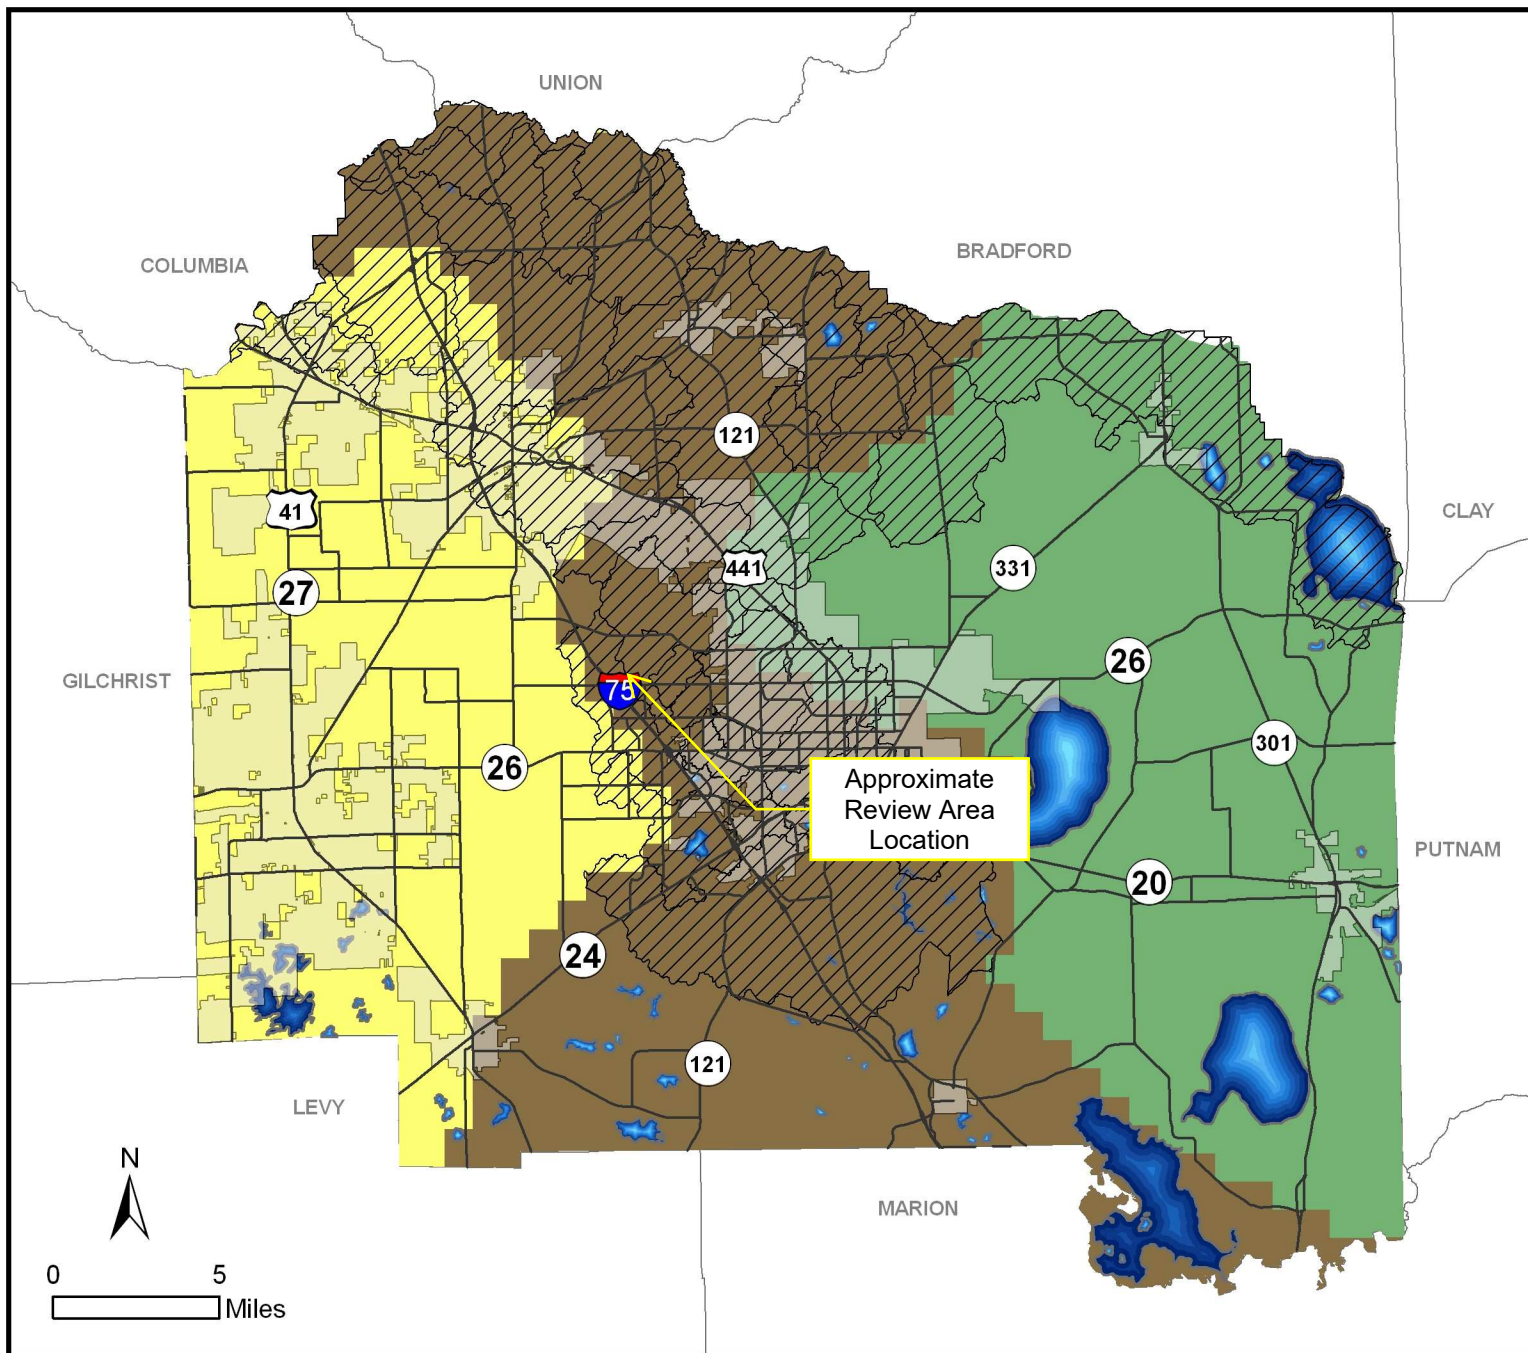 UNION
BRADFORD
COLUMBIA
121
41
CLAY
441
331
27
26
GILCHRIST
75
301
26
Approximate
Review Area
Location
PUTNAM
20
24
121
LEVY
N
MARION
0 5
Miles